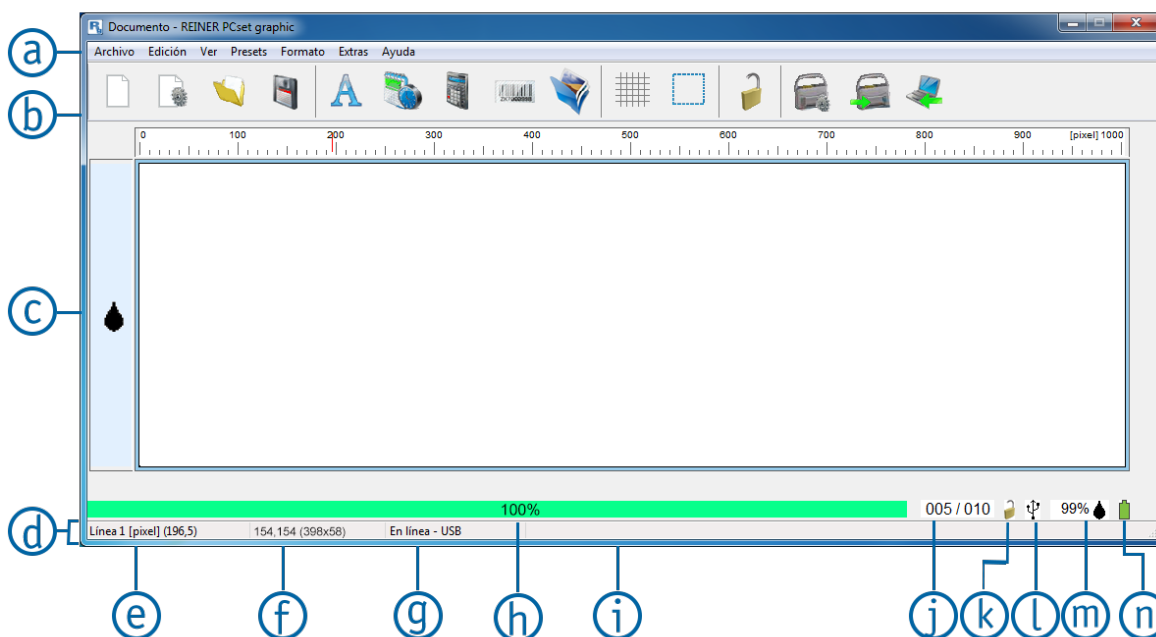 Documento - REINER PCset graphic
a
Archivo Edición Ver Presets Formato Extras Ayuda
b
0 100 200 300 400 500 600 700 800 900 [pixel] 1000
c
100% 005 / 010 99%
d
Línea 1 [pixel] (196,5) 154,154 (398x58) En línea - USB
e f g h i j k l m n